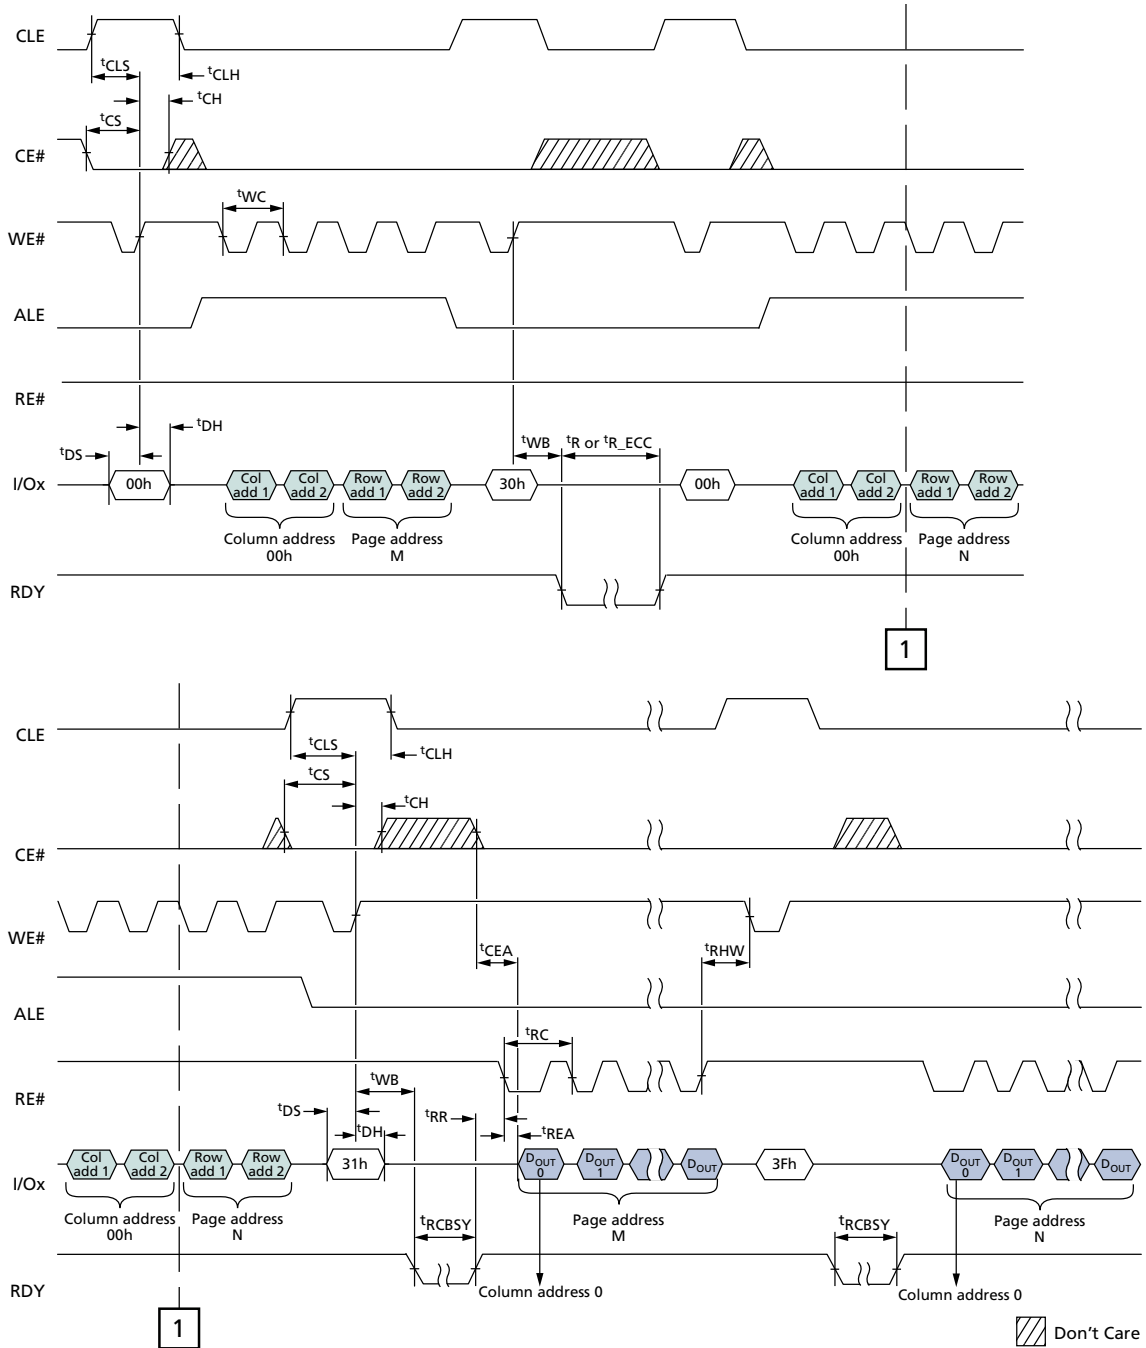 CLE
tCLS
tCLH
tCH
tCS
CE#
tWC
WE#
ALE
RE#
tDH
tWB
tR or tR_ECC
tDS
I/Ox
00h
Col add 1
Col add 2
Row add 1
Row add 2
30h
00h
Col add 1
Col add 2
Row add 1
Row add 2
Column address
00h
Page address
M
Column address
00h
Page address
N
RDY
1
CLE
tCLS
tCLH
tCS
tCH
CE#
WE#
tCEA
tRHW
ALE
tRC
RE#
tWB
tDS
tRR
tDH
tREA
I/Ox
Col add 1
Col add 2
Row add 1
Row add 2
31h
DOUT 0
DOUT 1
DOUT
3Fh
DOUT 0
DOUT 1
DOUT
Column address
00h
Page address
N
tRCBSY
Page address
M
tRCBSY
Page address
N
RDY
Column address 0
Column address 0
1
Don't Care